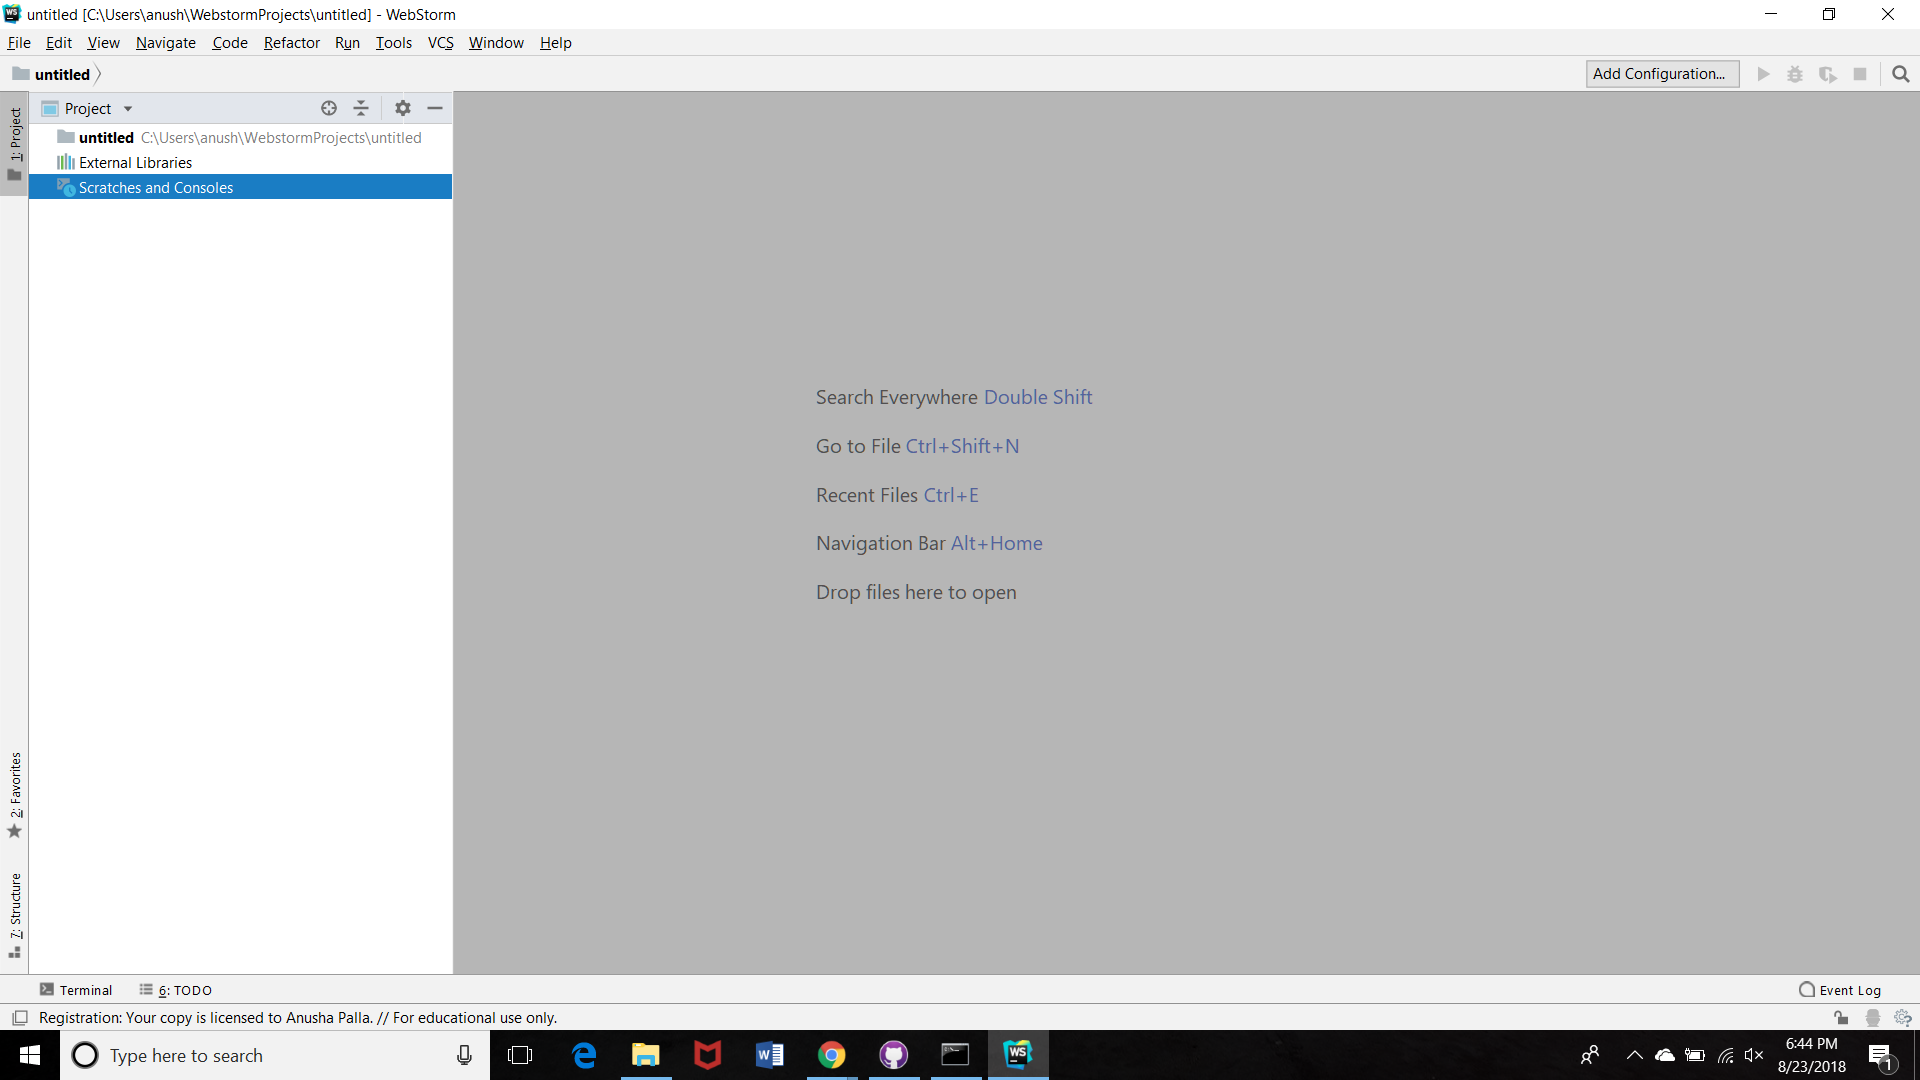 untitled [C:\Users\anush\WebstormProjects\untitled] - WebStorm
File Edit View Navigate Code Refactor Run Tools VCS Window Help
untitled Add Configuration...
Project
1: Project
untitled C:\Users\anush\WebstormProjects\untitled
External Libraries
Scratches and Consoles
Search Everywhere Double Shift
Go to File Ctrl+Shift+N
Recent Files Ctrl+E
Navigation Bar Alt+Home
Drop files here to open
2: Favorites
7: Structure
Terminal 6: TODO Event Log
Registration: Your copy is licensed to Anusha Palla. // For educational use only.
Type here to search
6:44 PM
8/23/2018
1